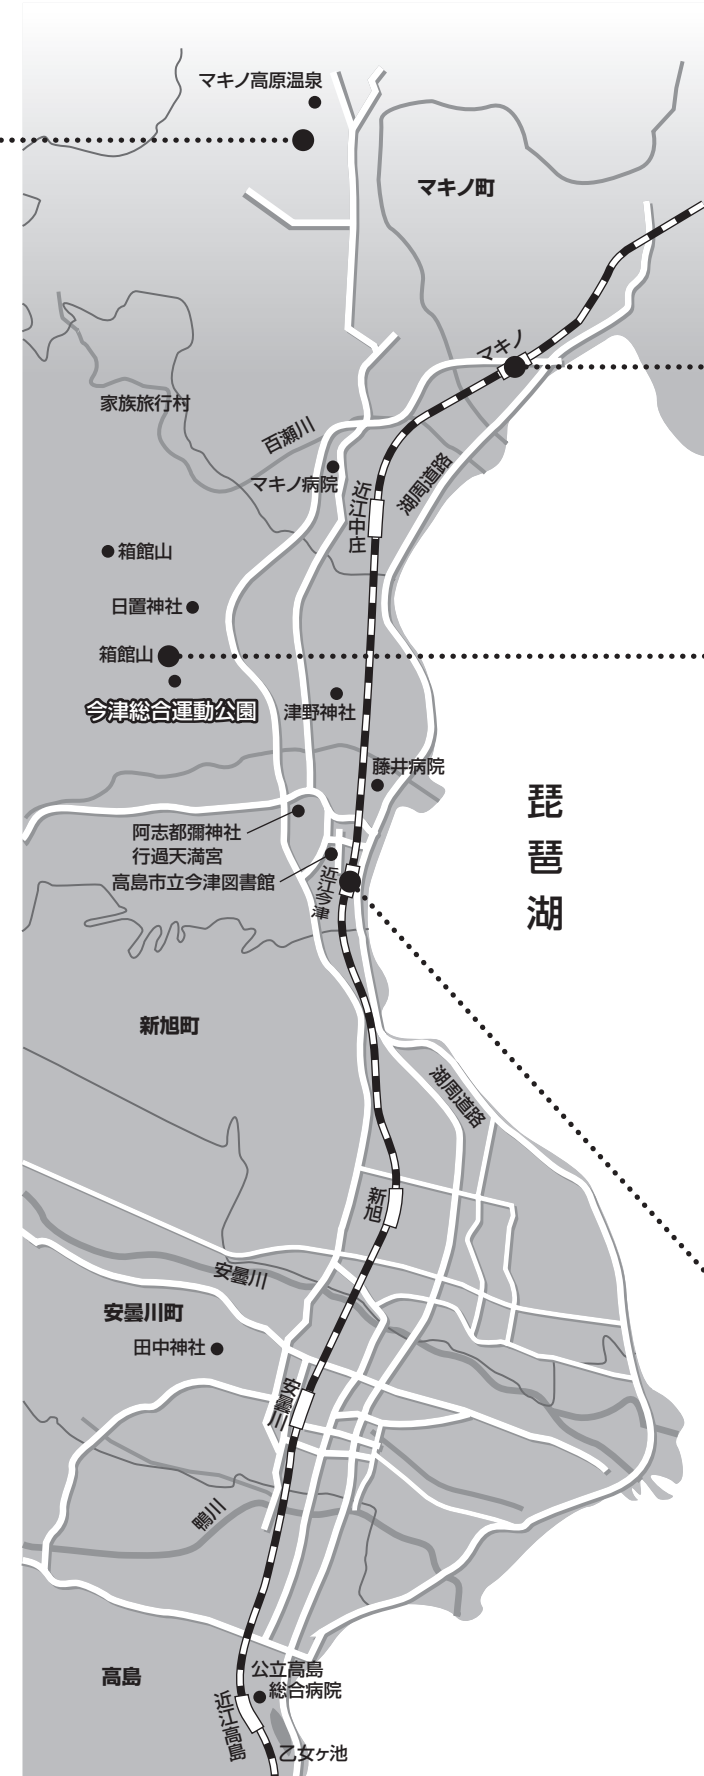 マキノ高原温泉
マキノ町
マキノ
家族旅行村
百瀬川
マキノ病院
近江中庄
湖周道路
箱館山
日置神社
箱館山
今津総合運動公園
津野神社
藤井病院
琵琶湖
阿志都彌神社
行過天満宮
高島市立今津図書館
近江今津
新旭町
湖周道路
新旭
安曇川
安曇川町
田中神社
安曇川
鴨川
高島
公立高島
総合病院
近江高島
乙女ヶ池